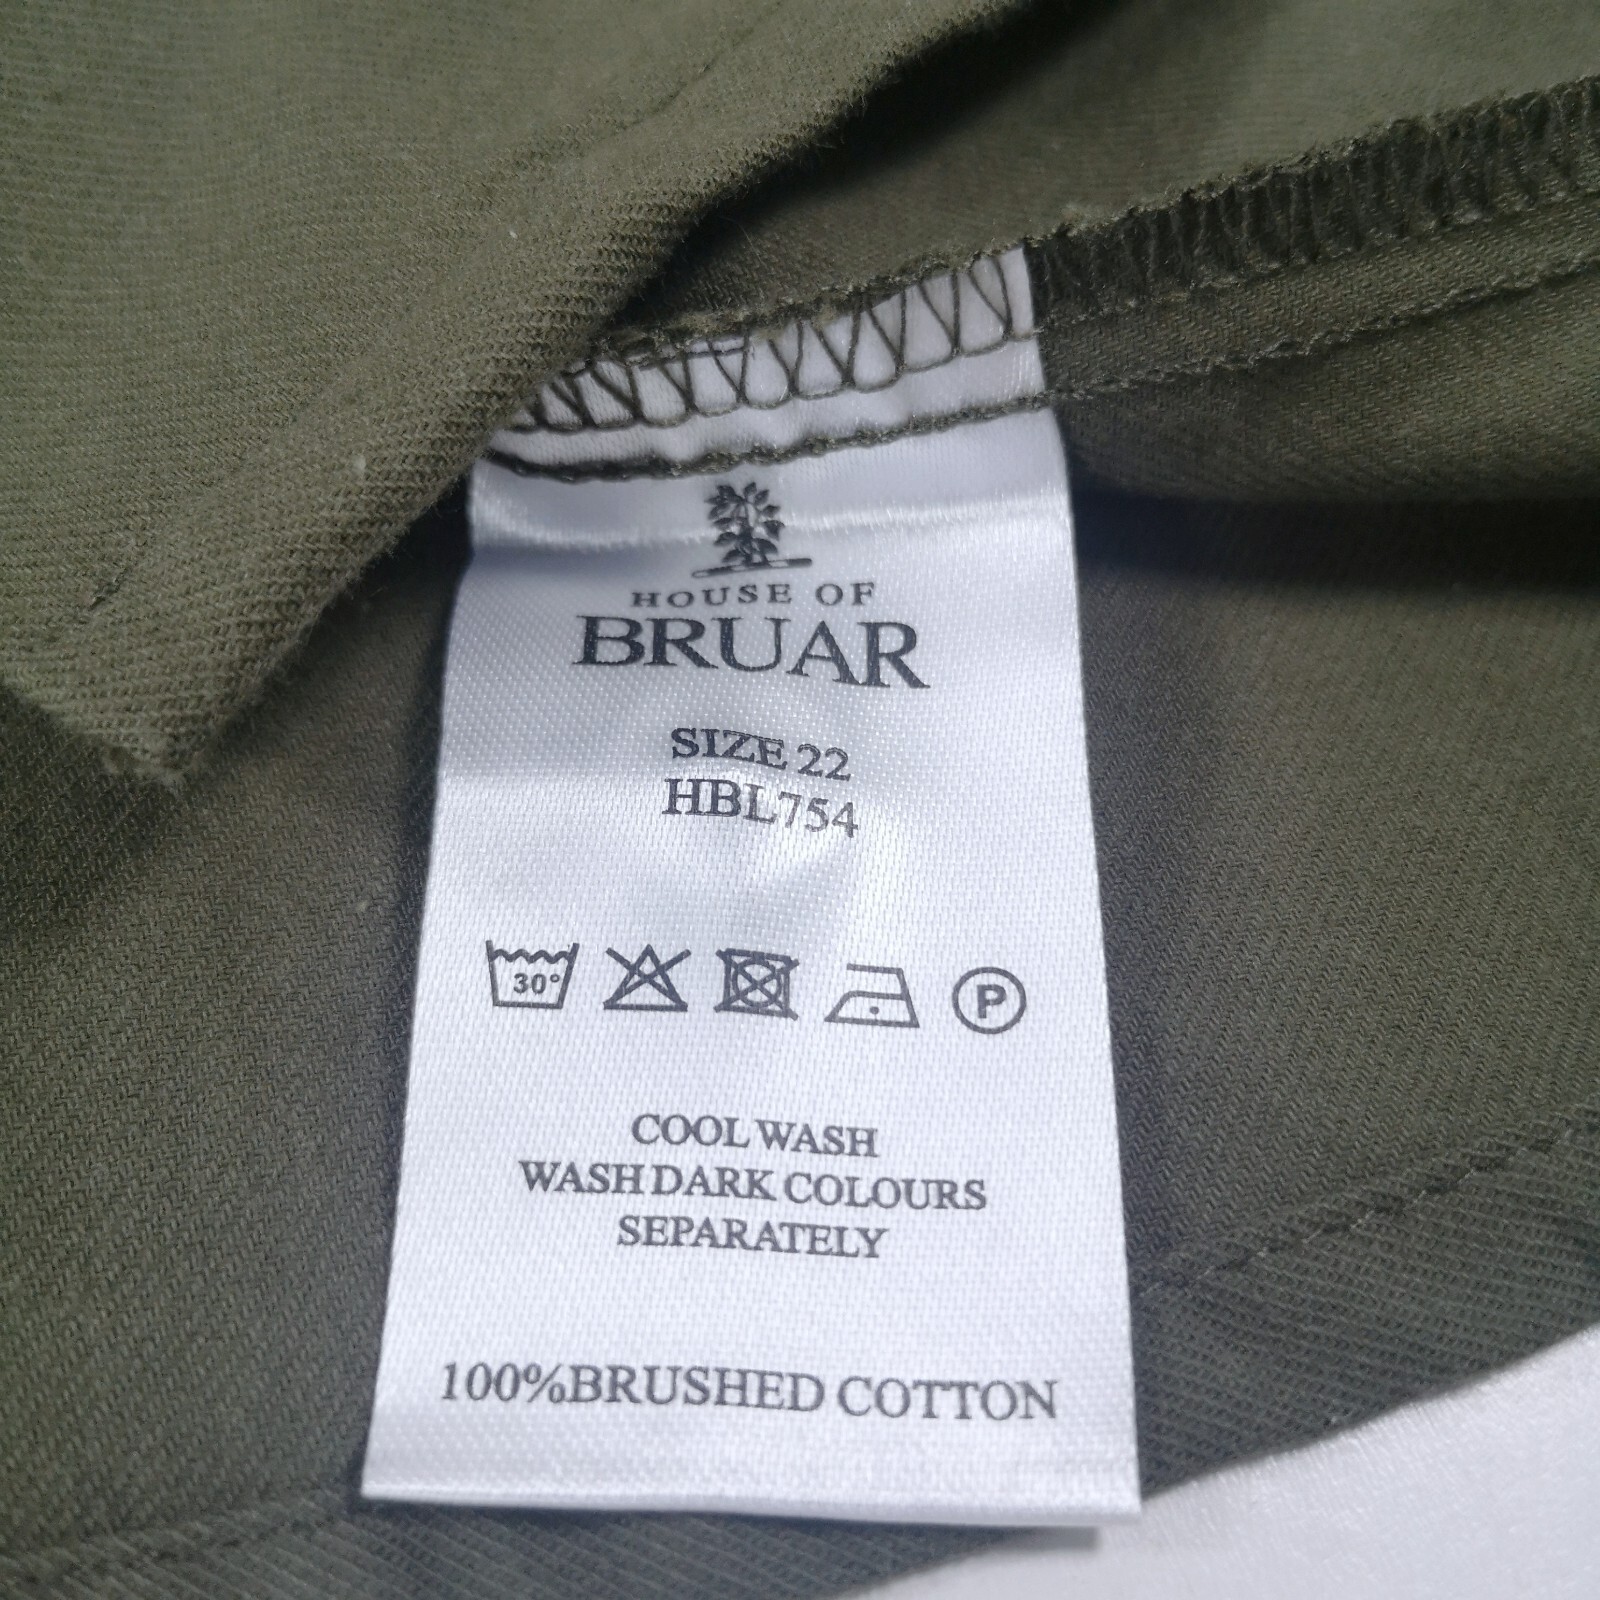 HOUSE OF
BRUAR
SIZE 22
HBL754
30° P
COOL WASH
WASH DARK COLOURS
SEPARATELY
100%BRUSHED COTTON